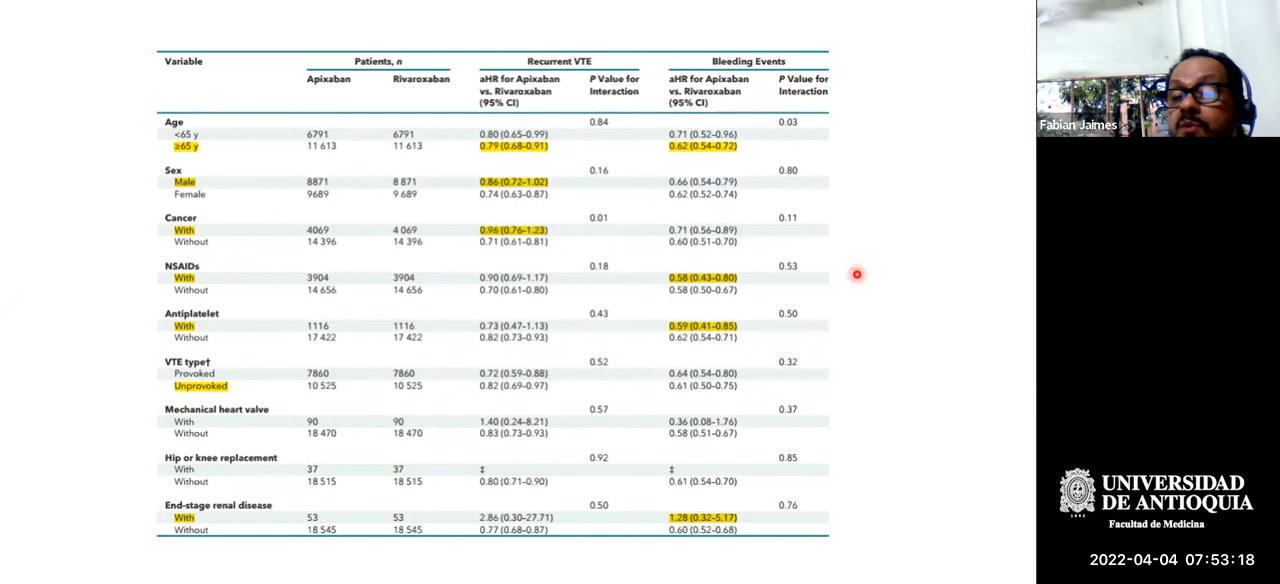 Variable Patients, n Recurrent VTE Bleeding Events
Apixaban Rivaroxaban aHR for Apixaban P Value for aHR for Apixaban P Value for
vs. Rivaroxaban Interaction vs. Rivaroxaban Interaction
(95% CI) (95% CI)
Age 0.84 0.03
<65 y 6791 6791 0.80 (0.65–0.99) 0.71 (0.52–0.96)
≥65 y 11 613 11 613 0.79 (0.68–0.91) 0.62 (0.54–0.72)
Sex 0.16 0.80
Male 8871 8 871 0.86 (0.72–1.02) 0.66 (0.54–0.79)
Female 9689 9 689 0.74 (0.63–0.87) 0.62 (0.52–0.74)
Cancer 0.01 0.11
With 4069 4 069 0.96 (0.76–1.23) 0.71 (0.56–0.89)
Without 14 396 14 396 0.71 (0.61–0.81) 0.60 (0.51–0.70)
NSAIDs 0.18 0.53
With 3904 3904 0.90 (0.69–1.17) 0.58 (0.43–0.80)
Without 14 656 14 656 0.70 (0.61–0.80) 0.58 (0.50–0.67)
Antiplatelet 0.43 0.50
With 1116 1116 0.73 (0.47–1.13) 0.59 (0.41–0.85)
Without 17 422 17 422 0.82 (0.73–0.93) 0.62 (0.54–0.71)
VTE type† 0.52 0.32
Provoked 7860 7860 0.72 (0.59–0.88) 0.64 (0.54–0.80)
Unprovoked 10 525 10 525 0.82 (0.69–0.97) 0.61 (0.50–0.75)
Mechanical heart valve 0.57 0.37
With 90 90 1.40 (0.24–8.21) 0.36 (0.08–1.76)
Without 18 470 18 470 0.83 (0.73–0.93) 0.58 (0.51–0.67)
Hip or knee replacement 0.92 0.85
With 37 37 ‡ ‡
Without 18 515 18 515 0.80 (0.71–0.90) 0.61 (0.54–0.70)
End-stage renal disease 0.50 0.76
With 53 53 2.86 (0.30–27.71) 1.28 (0.32–5.17)
Without 18 545 18 545 0.77 (0.68–0.87) 0.60 (0.52–0.68)
Fabian Jaimes
UNIVERSIDAD
DE ANTIOQUIA
1803
Facultad de Medicina
2022-04-04 07:53:18